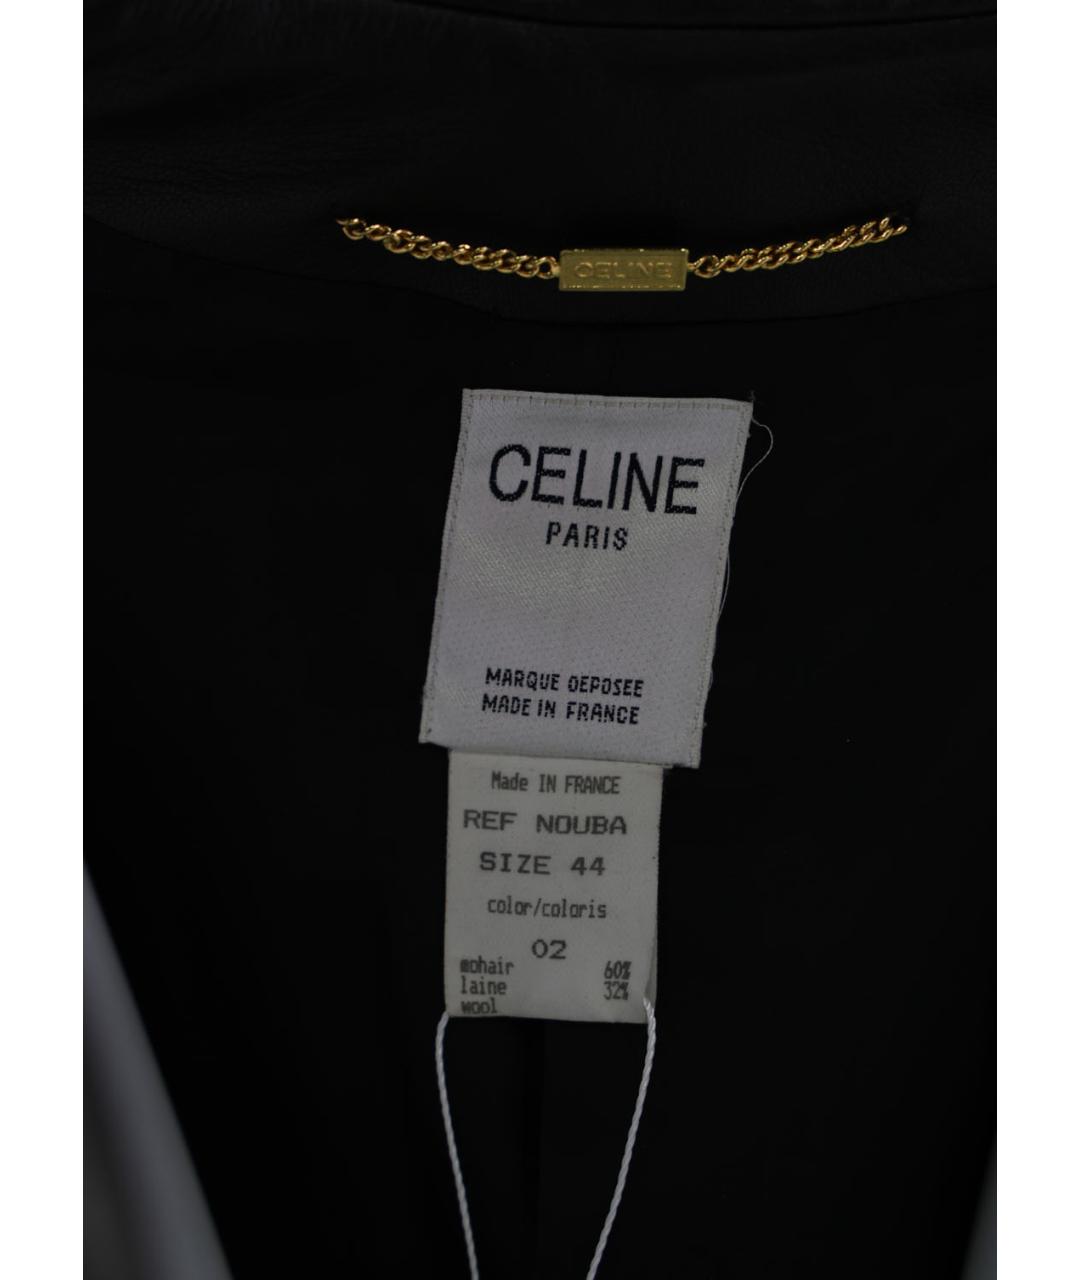 CELINE
CELINE
PARIS
MARQUE DEPOSEE
MADE IN FRANCE
Made IN FRANCE
REF NOUBA
SIZE 44
color/coloris
02
mohair 60%
laine 32%
wool